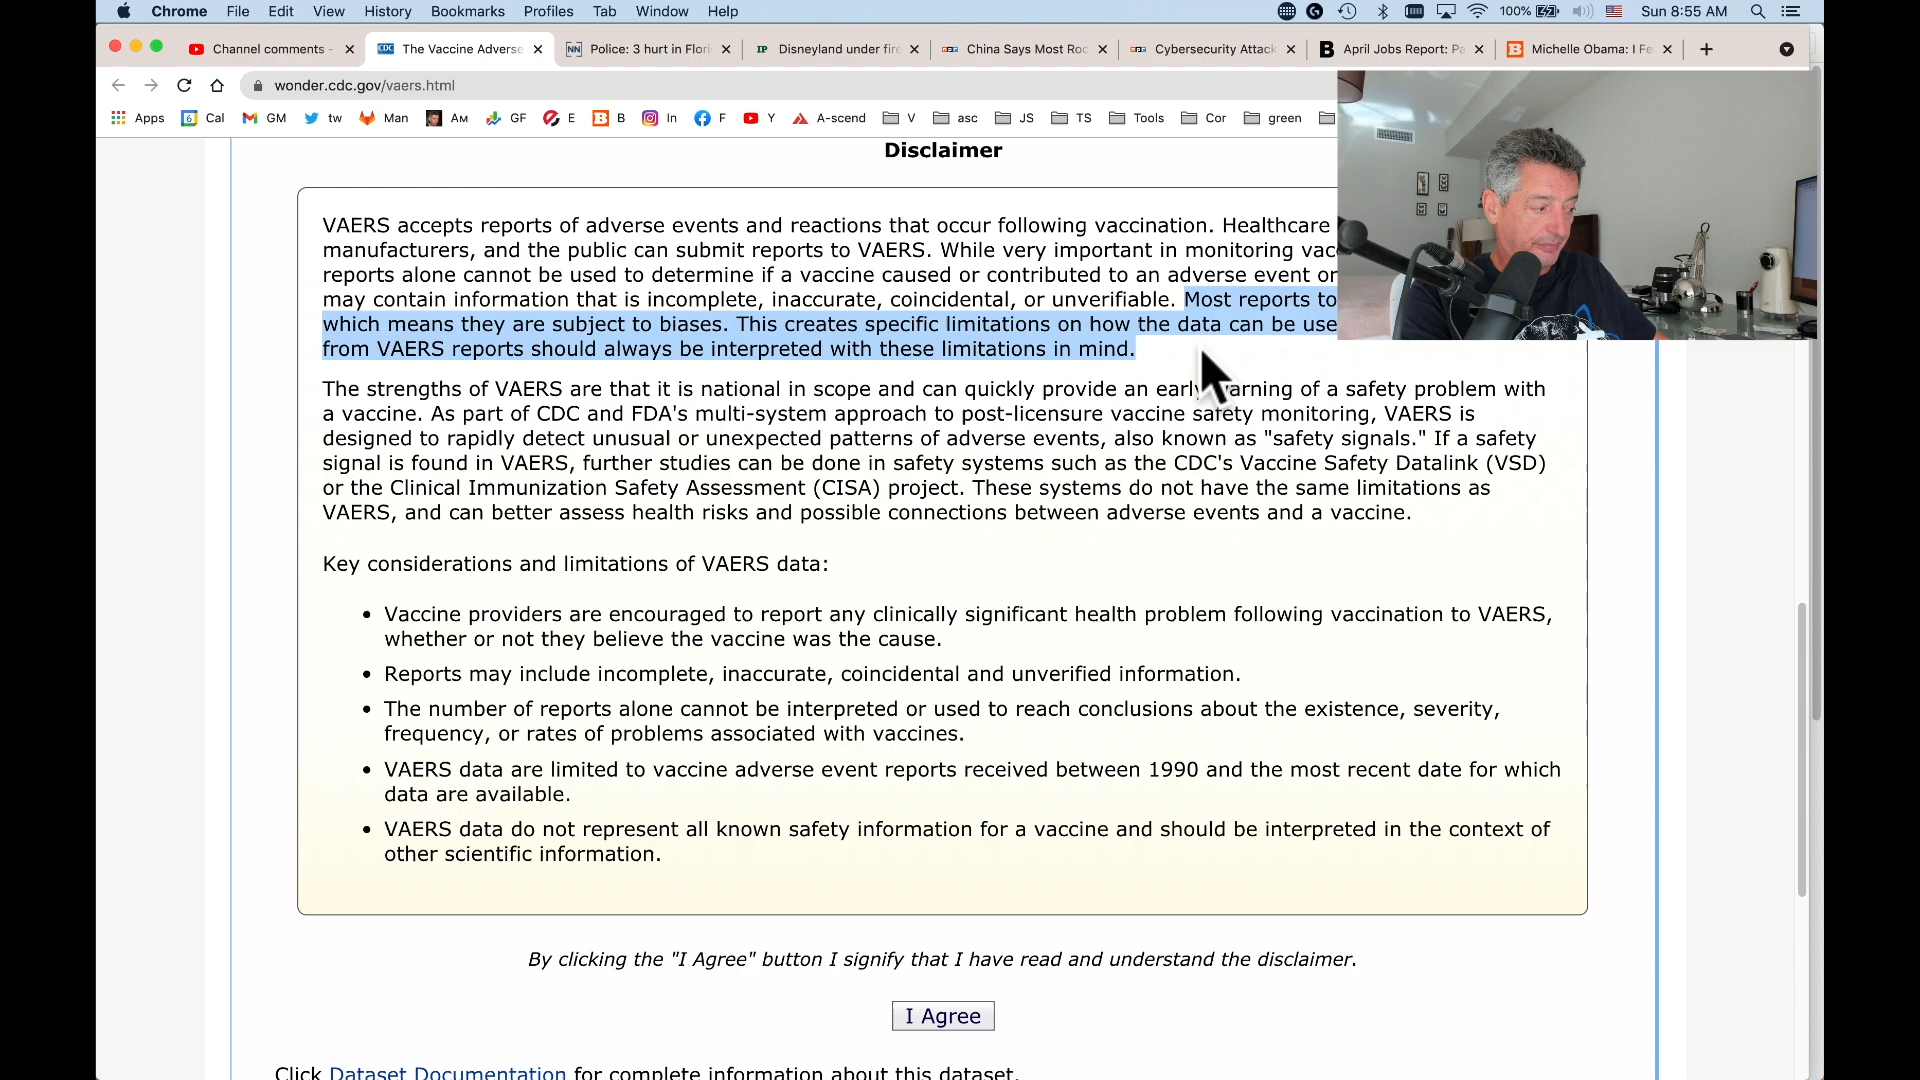 Chrome File Edit View History Bookmarks Profiles Tab Window Help 100% Sun 8:55 AM
Channel comments - The Vaccine Adverse Police: 3 hurt in Flori Disneyland under fire China Says Most Roc Cybersecurity Attack April Jobs Report: Pa Michelle Obama: I Fe
wonder.cdc.gov/vaers.html
Apps Cal GM tw Man AM GF E B In F Y A-scend V asc JS TS Tools Cor green
Disclaimer
VAERS accepts reports of adverse events and reactions that occur following vaccination. Healthcare
manufacturers, and the public can submit reports to VAERS. While very important in monitoring vac
reports alone cannot be used to determine if a vaccine caused or contributed to an adverse event or
may contain information that is incomplete, inaccurate, coincidental, or unverifiable. Most reports to
which means they are subject to biases. This creates specific limitations on how the data can be use
from VAERS reports should always be interpreted with these limitations in mind.
The strengths of VAERS are that it is national in scope and can quickly provide an early warning of a safety problem with
a vaccine. As part of CDC and FDA's multi-system approach to post-licensure vaccine safety monitoring, VAERS is
designed to rapidly detect unusual or unexpected patterns of adverse events, also known as "safety signals." If a safety
signal is found in VAERS, further studies can be done in safety systems such as the CDC's Vaccine Safety Datalink (VSD)
or the Clinical Immunization Safety Assessment (CISA) project. These systems do not have the same limitations as
VAERS, and can better assess health risks and possible connections between adverse events and a vaccine.
Key considerations and limitations of VAERS data:
• Vaccine providers are encouraged to report any clinically significant health problem following vaccination to VAERS,
whether or not they believe the vaccine was the cause.
• Reports may include incomplete, inaccurate, coincidental and unverified information.
• The number of reports alone cannot be interpreted or used to reach conclusions about the existence, severity,
frequency, or rates of problems associated with vaccines.
• VAERS data are limited to vaccine adverse event reports received between 1990 and the most recent date for which
data are available.
• VAERS data do not represent all known safety information for a vaccine and should be interpreted in the context of
other scientific information.
By clicking the "I Agree" button I signify that I have read and understand the disclaimer.
I Agree
Click Dataset Documentation for complete information about this dataset.